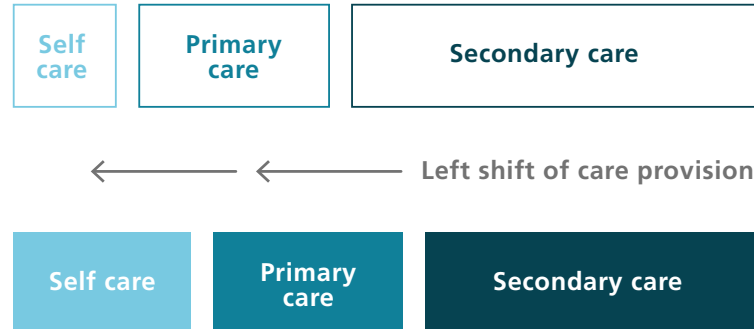 Self
care
Primary
care
Secondary care
Left shift of care provision
Self care
Primary
care
Secondary care